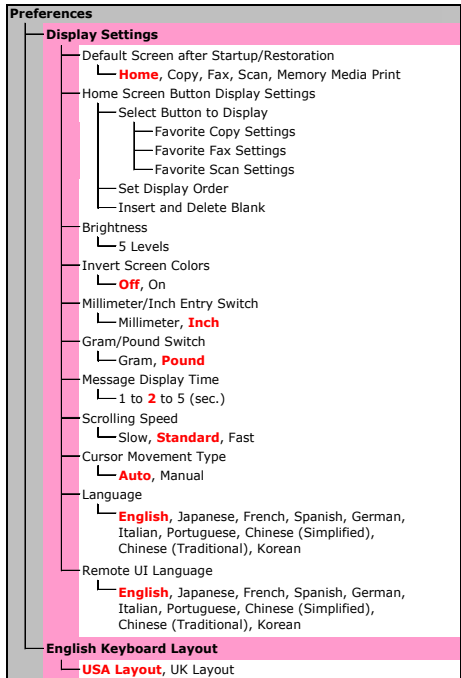 Preferences
Display Settings
Default Screen after Startup/Restoration
Home, Copy, Fax, Scan, Memory Media Print
Home Screen Button Display Settings
Select Button to Display
Favorite Copy Settings
Favorite Fax Settings
Favorite Scan Settings
Set Display Order
Insert and Delete Blank
Brightness
5 Levels
Invert Screen Colors
Off, On
Millimeter/Inch Entry Switch
Millimeter, Inch
Gram/Pound Switch
Gram, Pound
Message Display Time
1 to 2 to 5 (sec.)
Scrolling Speed
Slow, Standard, Fast
Cursor Movement Type
Auto, Manual
Language
English, Japanese, French, Spanish, German,
Italian, Portuguese, Chinese (Simplified),
Chinese (Traditional), Korean
Remote UI Language
English, Japanese, French, Spanish, German,
Italian, Portuguese, Chinese (Simplified),
Chinese (Traditional), Korean
English Keyboard Layout
USA Layout, UK Layout